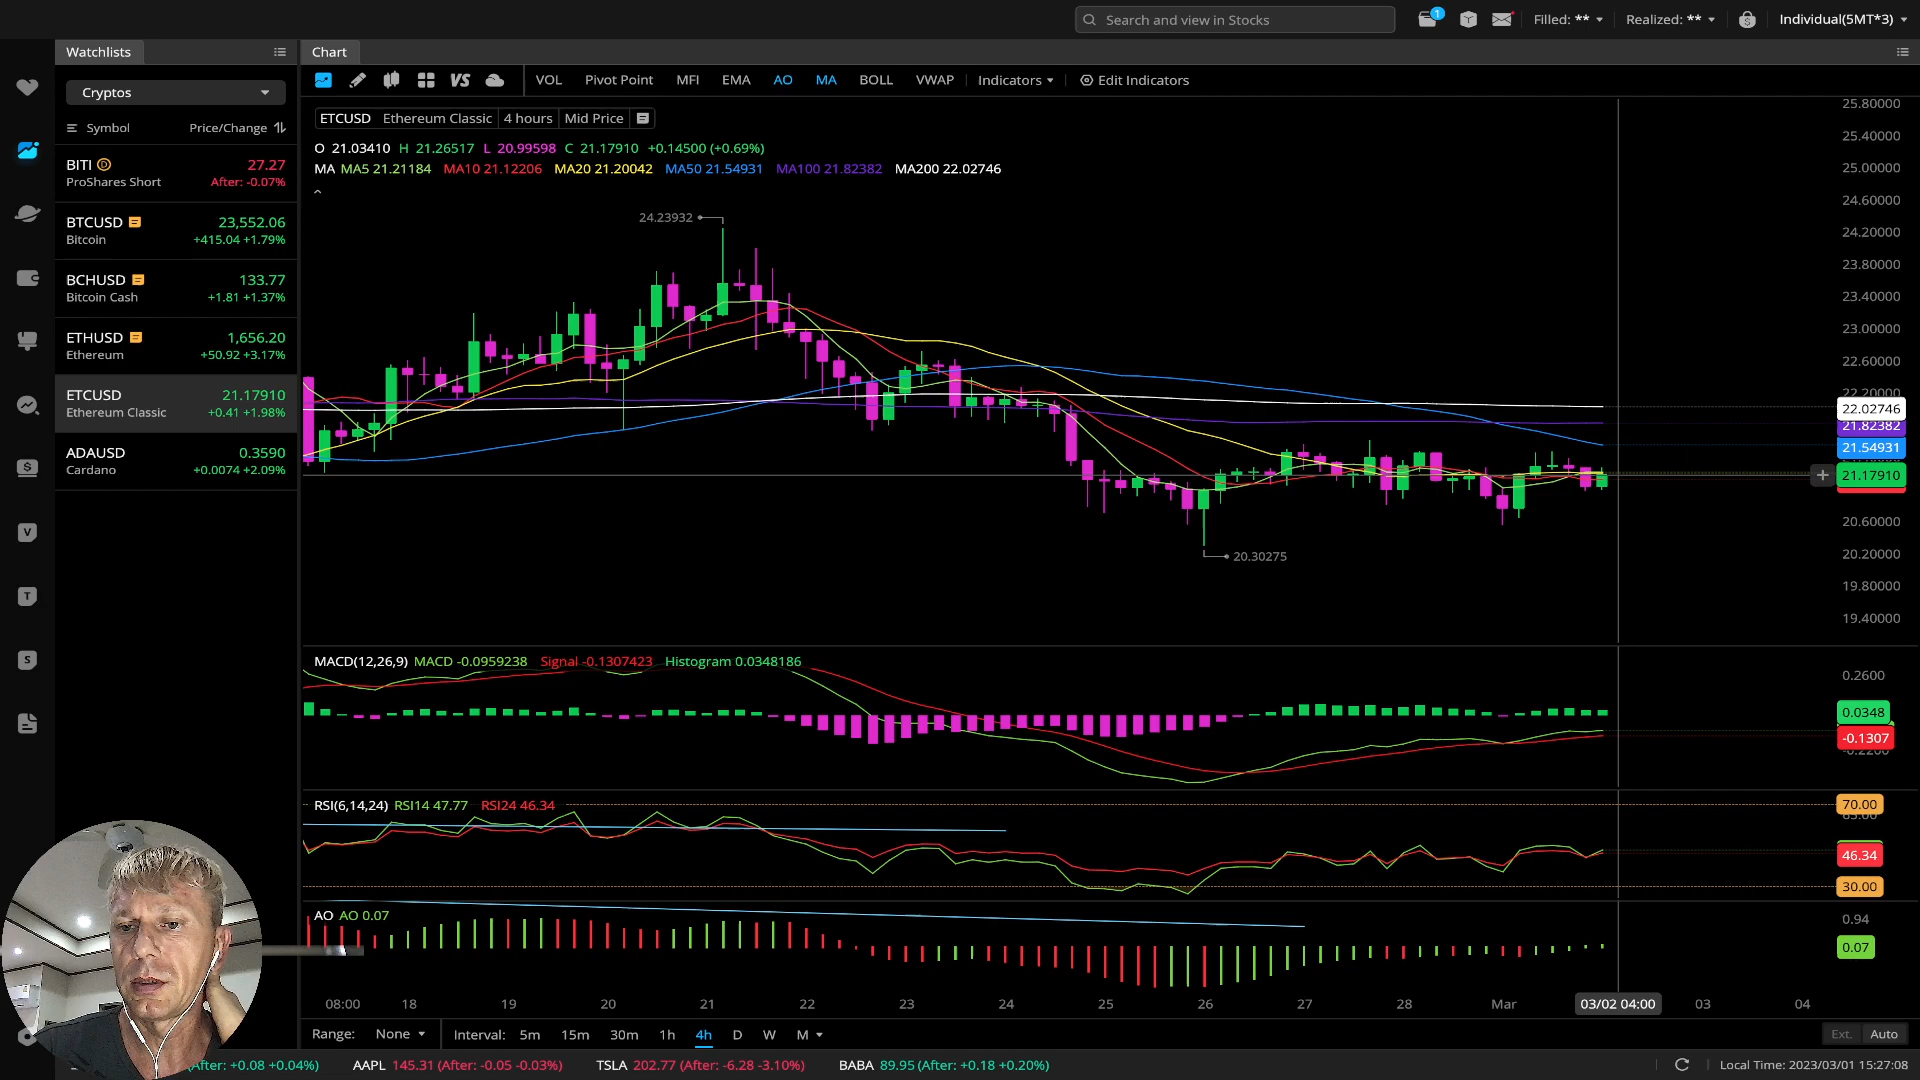 Search and view in Stocks
1
Filled: **
Realized: **
Individual(5MT*3)
Watchlists
Chart
Cryptos
VOL Pivot Point MFI EMA AO MA BOLL VWAP Indicators Edit Indicators
VS
Symbol Price/Change
BITI D 27.27
ProShares Short After: -0.07%
BTCUSD 23,552.06
Bitcoin +415.04 +1.79%
BCHUSD 133.77
Bitcoin Cash +1.81 +1.37%
ETHUSD 1,656.20
Ethereum +50.92 +3.17%
ETCUSD 21.17910
Ethereum Classic +0.41 +1.98%
ADAUSD 0.3590
Cardano +0.0074 +2.09%
$
V
T
S
ETCUSD Ethereum Classic 4 hours Mid Price
O 21.03410 H 21.26517 L 20.99598 C 21.17910 +0.14500 (+0.69%)
MA MA5 21.21184 MA10 21.12206 MA20 21.20042 MA50 21.54931 MA100 21.82382 MA200 22.02746
24.23932
20.30275
25.80000
25.40000
25.00000
24.60000
24.20000
23.80000
23.40000
23.00000
22.60000
22.20000
22.02746
21.82382
21.54931
+ 21.17910
20.60000
20.20000
19.80000
19.40000
MACD(12,26,9) MACD -0.0959238 Signal -0.1307423 Histogram 0.0348186
0.2600
0.0348
-0.1307
-0.2200
RSI(6,14,24) RSI14 47.77 RSI24 46.34
70.00
65.00
46.34
30.00
AO AO 0.07
0.94
0.07
08:00 18 19 20 21 22 23 24 25 26 27 28 Mar 03/02 04:00 03 04
Range: None Interval: 5m 15m 30m 1h 4h D W M
Ext. Auto
(After: +0.08 +0.04%) AAPL 145.31 (After: -0.05 -0.03%) TSLA 202.77 (After: -6.28 -3.10%) BABA 89.95 (After: +0.18 +0.20%)
Local Time: 2023/03/01 15:27:08